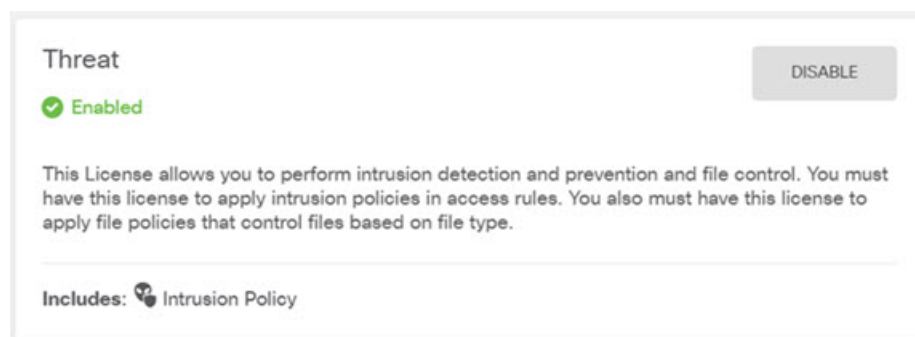 Threat
DISABLE
Enabled
This License allows you to perform intrusion detection and prevention and file control. You must
have this license to apply intrusion policies in access rules. You also must have this license to
apply file policies that control files based on file type.
Includes: Intrusion Policy